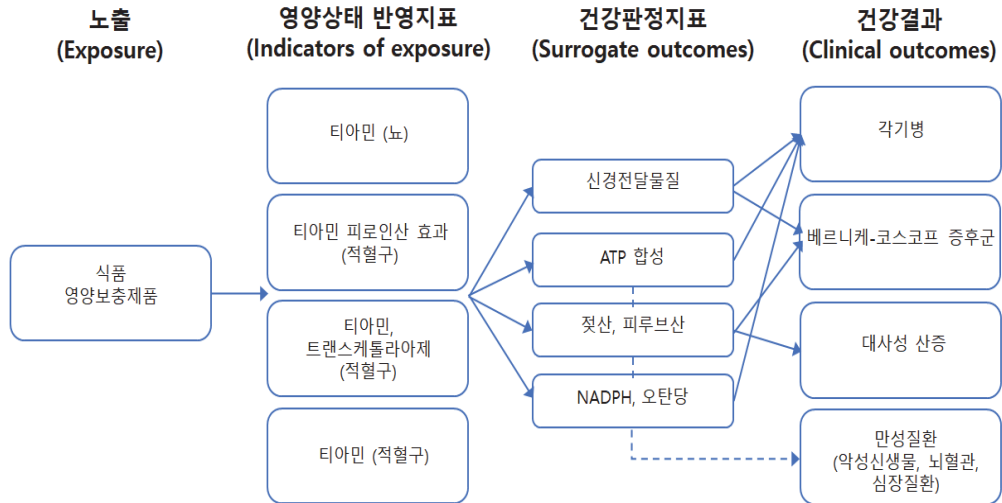 노출
(Exposure)
영양상태 반영지표
(Indicators of exposure)
건강판정지표
(Surrogate outcomes)
건강결과
(Clinical outcomes)
식품
영양보충제품
티아민 (뇨)
티아민 피로인산 효과
(적혈구)
티아민,
트랜스케톨라아제
(적혈구)
티아민 (적혈구)
신경전달물질
ATP 합성
젖산, 피루브산
NADPH, 오탄당
각기병
베르니케-코스코프 증후군
대사성 산증
만성질환
(악성신생물, 뇌혈관,
심장질환)